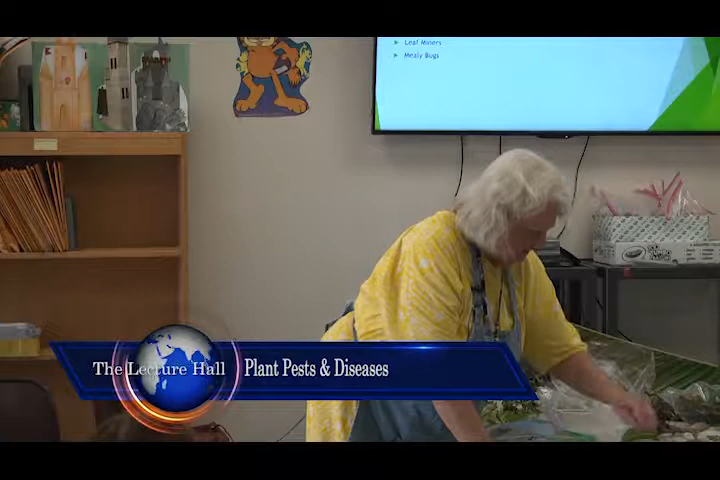 Leaf Miners
Mealy Bugs
The Lecture Hall
Plant Pests & Diseases